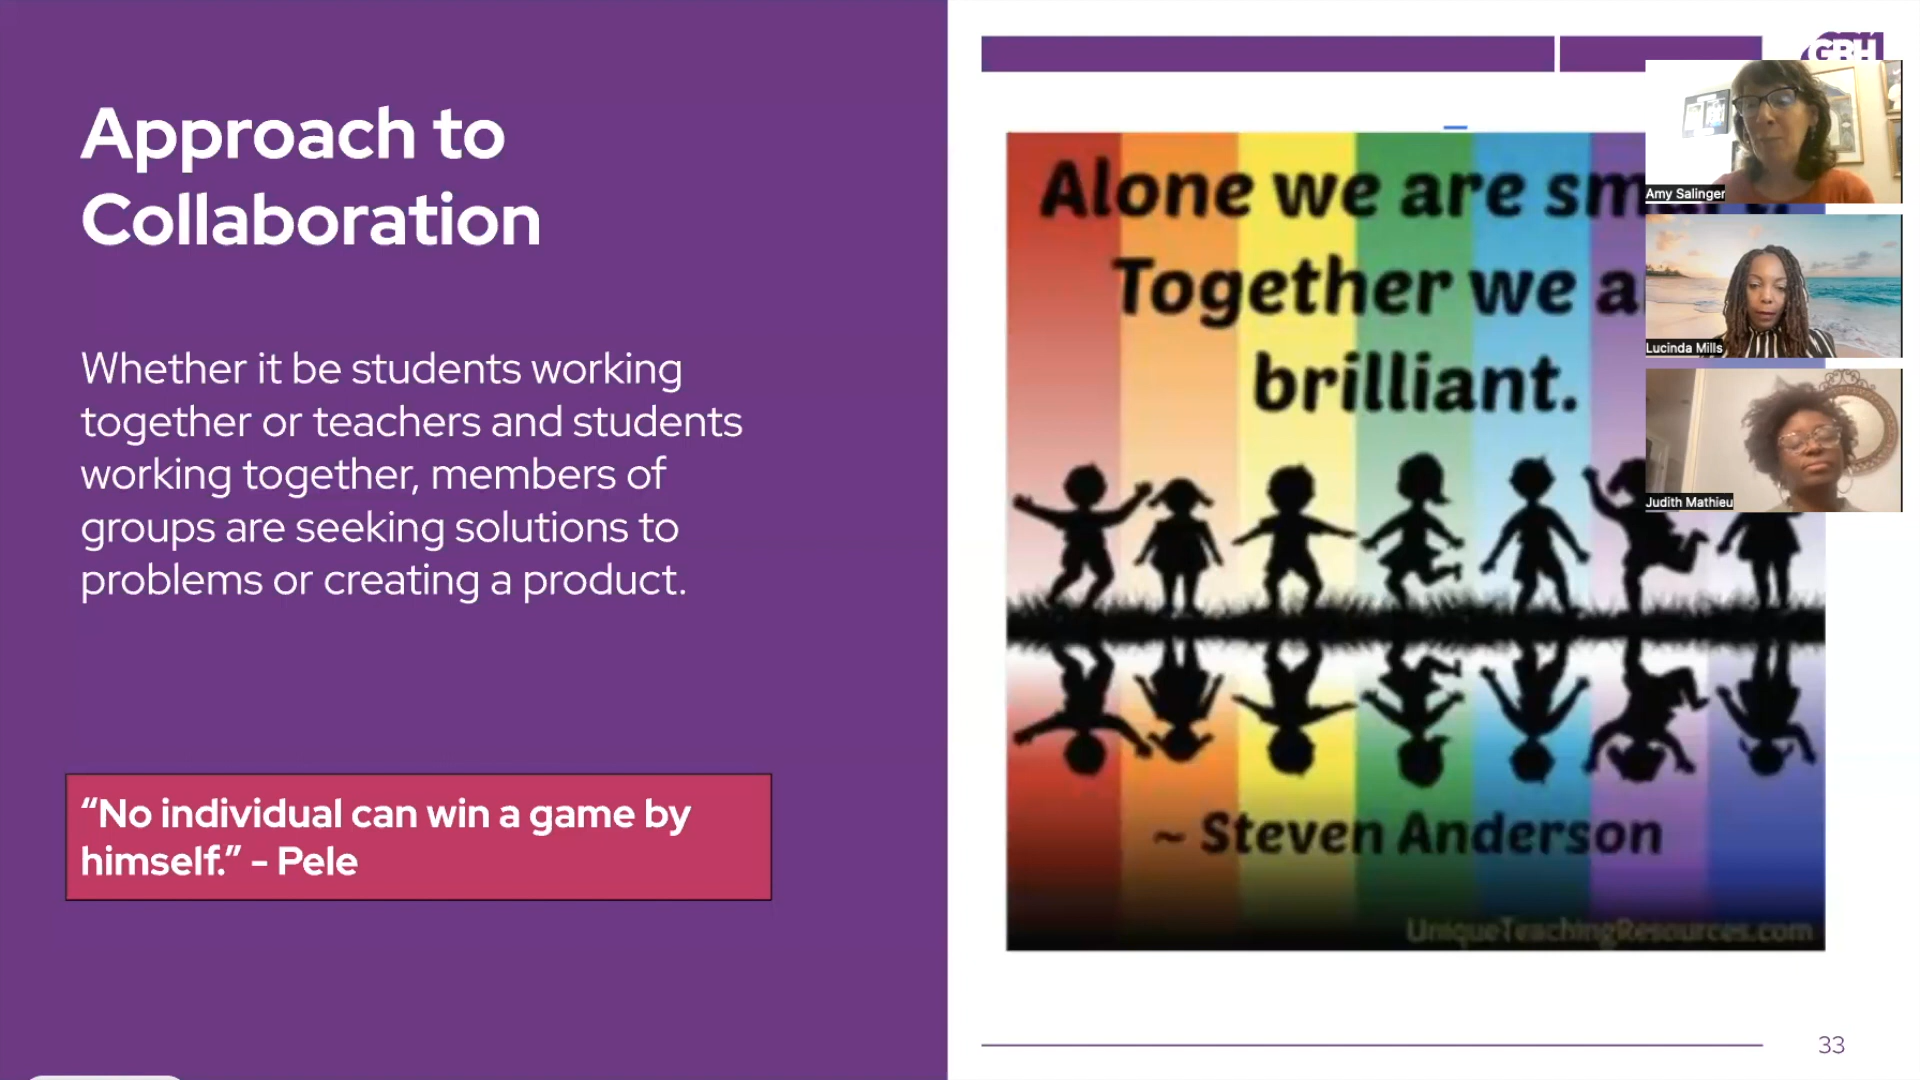 Approach to
Collaboration
Whether it be students working
together or teachers and students
working together, members of
groups are seeking solutions to
problems or creating a product.
“No individual can win a game by
himself.” - Pele
GBH
Alone we are
Together we
brilliant.
~ Steven Anderson
UniqueTeachingResources.com
Amy Salinger
Lucinda Mills
Judith Mathieu
33